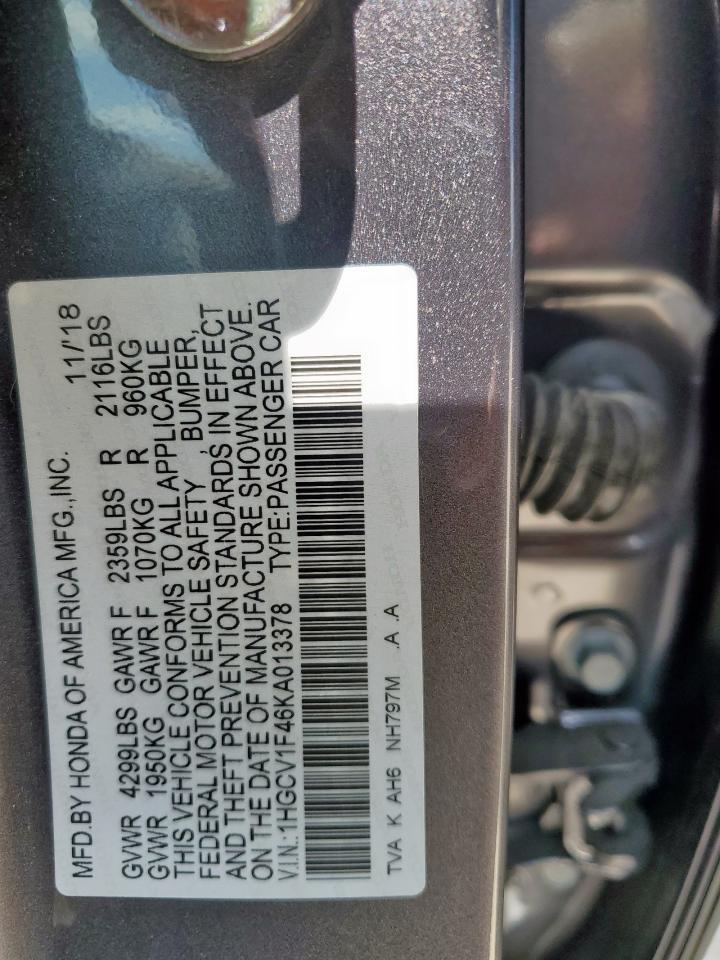 MFD.BY HONDA OF AMERICA MFG.,INC. 11/'18
GVWR 4299LBS GAWR F 2359LBS R 2116LBS
GVWR 1950KG GAWR F 1070KG R 960KG
THIS VEHICLE CONFORMS TO ALL APPLICABLE
FEDERAL MOTOR VEHICLE SAFETY , BUMPER,
AND THEFT PREVENTION STANDARDS IN EFFECT
ON THE DATE OF MANUFACTURE SHOWN ABOVE.
V.I.N.:1HGCV1F46KA013378 TYPE:PASSENGER CAR
TVA K AH6 NH797M .A .A